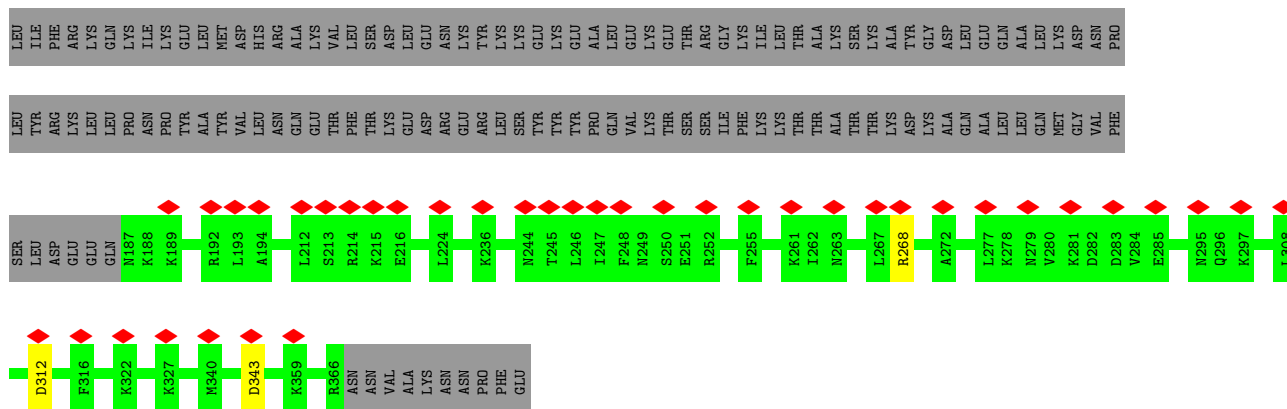 LEU ILE PHE ARG LYS GLN LYS ILE LYS GLU LEU MET ASP HIS ARG ALA LYS VAL LEU SER ASP LEU GLU ASN LYS TYR LYS LYS GLU LYS GLU ALA LEU GLU LYS GLU THR ARG GLY LYS ILE LEU THR ALA LYS SER LYS ALA TYR GLY ASP LEU GLU GLN ALA LEU LYS ASP ASN PRO
LEU TYR ARG LYS LEU LEU PRO ASN PRO TYR ALA TYR VAL LEU ASN GLN GLU THR PHE THR LYS GLU ASP ARG GLU ARG LEU SER TYR TYR TYR PRO GLN VAL LYS THR SER SER ILE PHE LYS LYS THR THR ALA THR THR LYS ASP LYS ALA GLN ALA LEU LEU GLN MET GLY VAL PHE
SER LEU ASP GLU GLU GLN N187 K188 K189 R192 L193 A194 L212 S213 R214 K215 E216 L224 K236 N244 T245 L246 I247 F248 N249 S250 E251 R252 F255 K261 I262 N263 L267 R268 A272 L277 K278 N279 V280 K281 D282 D283 V284 E285 N295 Q296 K297 L308
D312 F316 K322 K327 M340 D343 K359 R366 ASN ASN VAL ALA LYS ASN ASN PRO PHE GLU